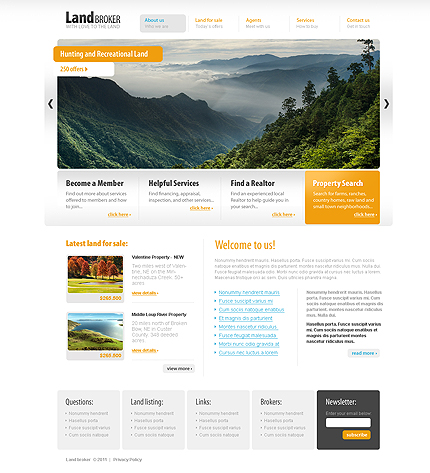 LandBROKER
WITH LOVE TO THE LAND
About us
Who we are
Land for sale
Today's offers
Agents
Meet with us
Services
How to buy
Contact us
Get in touch
Hunting and Recreational Land
250 offers
Become a Member
Find out more about services
offered to members and how
to join...
click here
Helpful Services
Financing, appraisal,
inspection, and other services...
click here
Find a Realtor
Find an experienced local
Realtor to help guide you in
your search...
click here
Property Search
Search for farms, ranches,
country homes, raw land and
small town neighborhoods...
click here
Latest land for sale:
Valentine Property - NEW
Two miles west of
NE on the
50+
acres
view details
$265.000
Middle Loup River Property
20 miles north of Broken
Bow, NE in Custer
County. 343 deeded
acres
view details
$265.000
view more
Welcome to us!
Nonummy hendrerit mauris. Hasellus porta. Fusce suscipit varius mi. Cum sociis
natoque penatibus et magnis dis parturient montes nascetur ridiculus mus. Nulla dui.
Fusce feugiat malesuada odio. Morbi nunc odio gravida at cursus nec luctus a lorem.
Maecenas tristique orci ac sem. Duis ultricies pharetra magna.
Nonummy hendrerit mauris
Fusce suscipit varius mi
Cum sociis natoque enatibus
Et magnis dis parturient
Montes nascetur ridiculus
Fusce feugiat malesuada
Morbi nunc odio gravida at
Cursus nec luctus a lorem
Nonummy hendrerit mauris. Hasellus
porta. Fusce suscipit varius mi. Cum
sociis natoque penatibus et magnis dis
parturient montes nascetur ridiculus
mus. Nulla dui.
Hasellus porta. Fusce suscipit varius
mi. Cum sociis natoque penatibus et
magnis dis parturient montes
nascetur ridiculus mus.
read more
Questions:
Nonummy hendrerit
Hasellus porta
Fusce suscipit varius
Cum sociis natoque
Land listing:
Nonummy hendrerit
Hasellus porta
Fusce suscipit varius
Cum sociis natoque
Links:
Nonummy hendrerit
Hasellus porta
Fusce suscipit varius
Cum sociis natoque
Brokers:
Nonummy hendrerit
Hasellus porta
Fusce suscipit varius
Cum sociis natoque
Newsletter:
Enter your email below:
subscribe
Land broker © 2011 | Privacy Policy